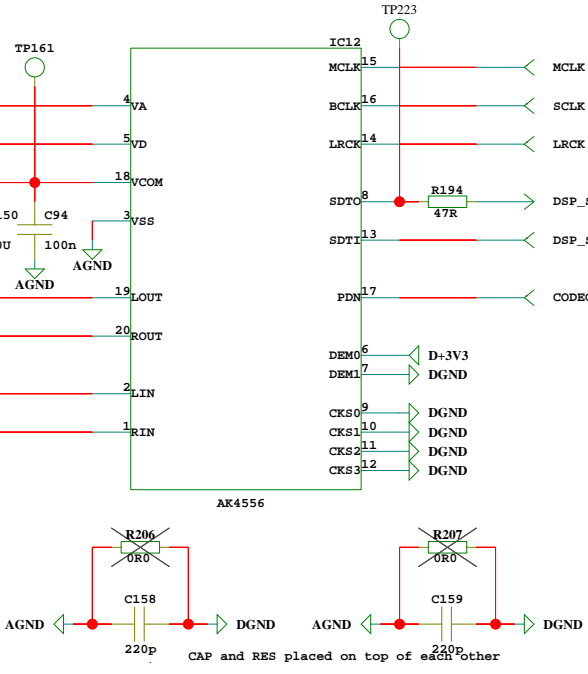 TP223
TP161
IC12
MCLK 15 MCLK
4 VA BCLK 16 SCLK
5 VD LRCK 14 LRCK
18 VCOM
SDTO 8 R194
47R
3 VSS
C94
100n
SDTI 13
AGND
AGND
19 LOUT PDN 17
20 ROUT
DEM0 6 D+3V3
DEM1 7 DGND
2 LIN
CKS0 9 DGND
1 RIN CKS1 10 DGND
CKS2 11 DGND
CKS3 12 DGND
AK4556
R206 R207
0R0 0R0
C158 C159
AGND DGND AGND DGND
220p 220p
CAP and RES placed on top of each other